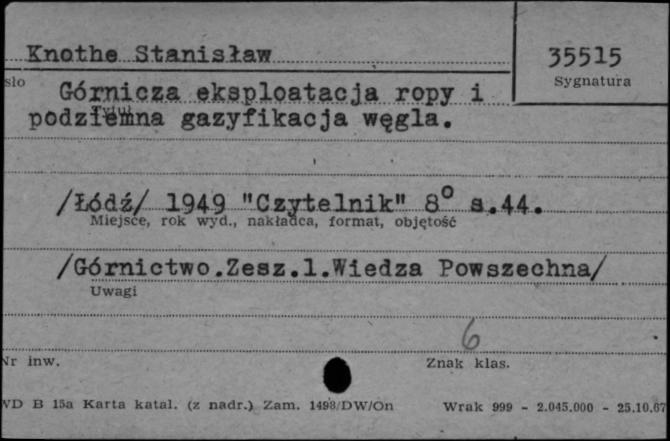 Knothe Stanisław
35515
sło
Sygnatura
Górnicza eksploatacja ropy i
Tytuł
podziemna gazyfikacja węgla.
/Łódź/ 1949 "Czytelnik" 8° s.44.
Miejsce, rok wyd., nakładca, format, objętość
/Górnictwo.Zesz.1.Wiedza Powszechna/
Uwagi
6
Nr inw.
Znak klas.
WD B 15a Karta katal. (z nadr.) Zam. 1498/DW/On
Wrak 999 - 2.045.000 - 25.10.67